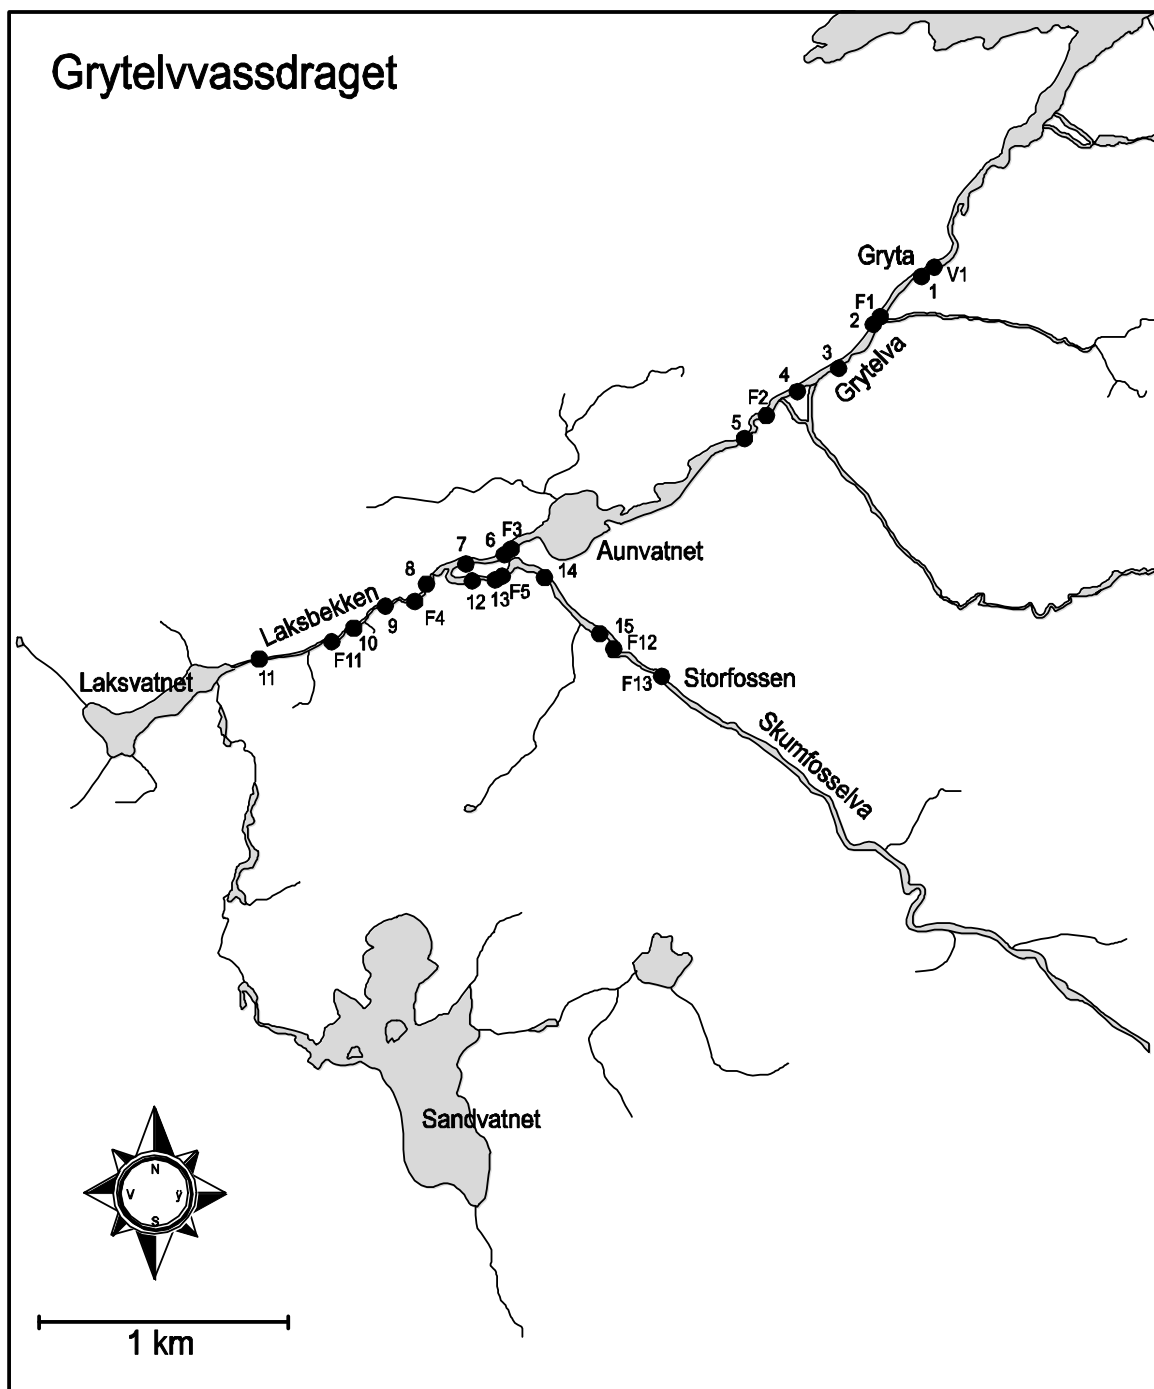 Grytelvvassdraget
Gryta
V1
1
F1
2
3
Grytelva
4
F2
5
F3
6
Aunvatnet
7
8
14
12
13
F5
Laksbekken
9
F4
10
15
F12
F11
11
Laksvatnet
F13
Storfossen
Skumfosselva
Sandvatnet
N
V
ÿ
S
1 km